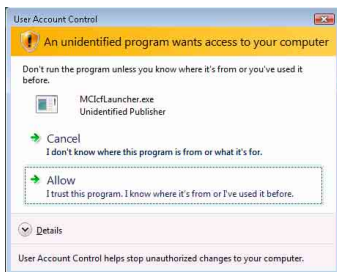 User Account Control
An unidentified program wants access to your computer
Don't run the program unless you know where it's from or you've used it
before.
MCIcfLauncher.exe
Unidentified Publisher
Cancel
I don't know where this program is from or what it's for.
Allow
I trust this program. I know where it's from or I've used it before.
Details
User Account Control helps stop unauthorized changes to your computer.